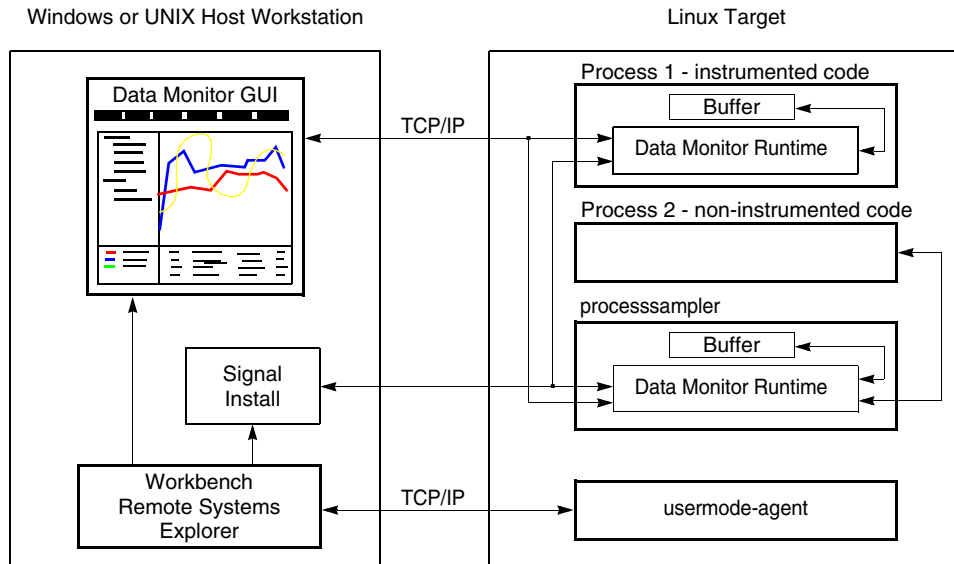 Windows or UNIX Host Workstation
Linux Target
Data Monitor GUI
TCP/IP
Process 1 - instrumented code
Buffer
Data Monitor Runtime
Process 2 - non-instrumented code
processsampler
Buffer
Data Monitor Runtime
Signal
Install
Workbench
Remote Systems
Explorer
TCP/IP
usermode-agent